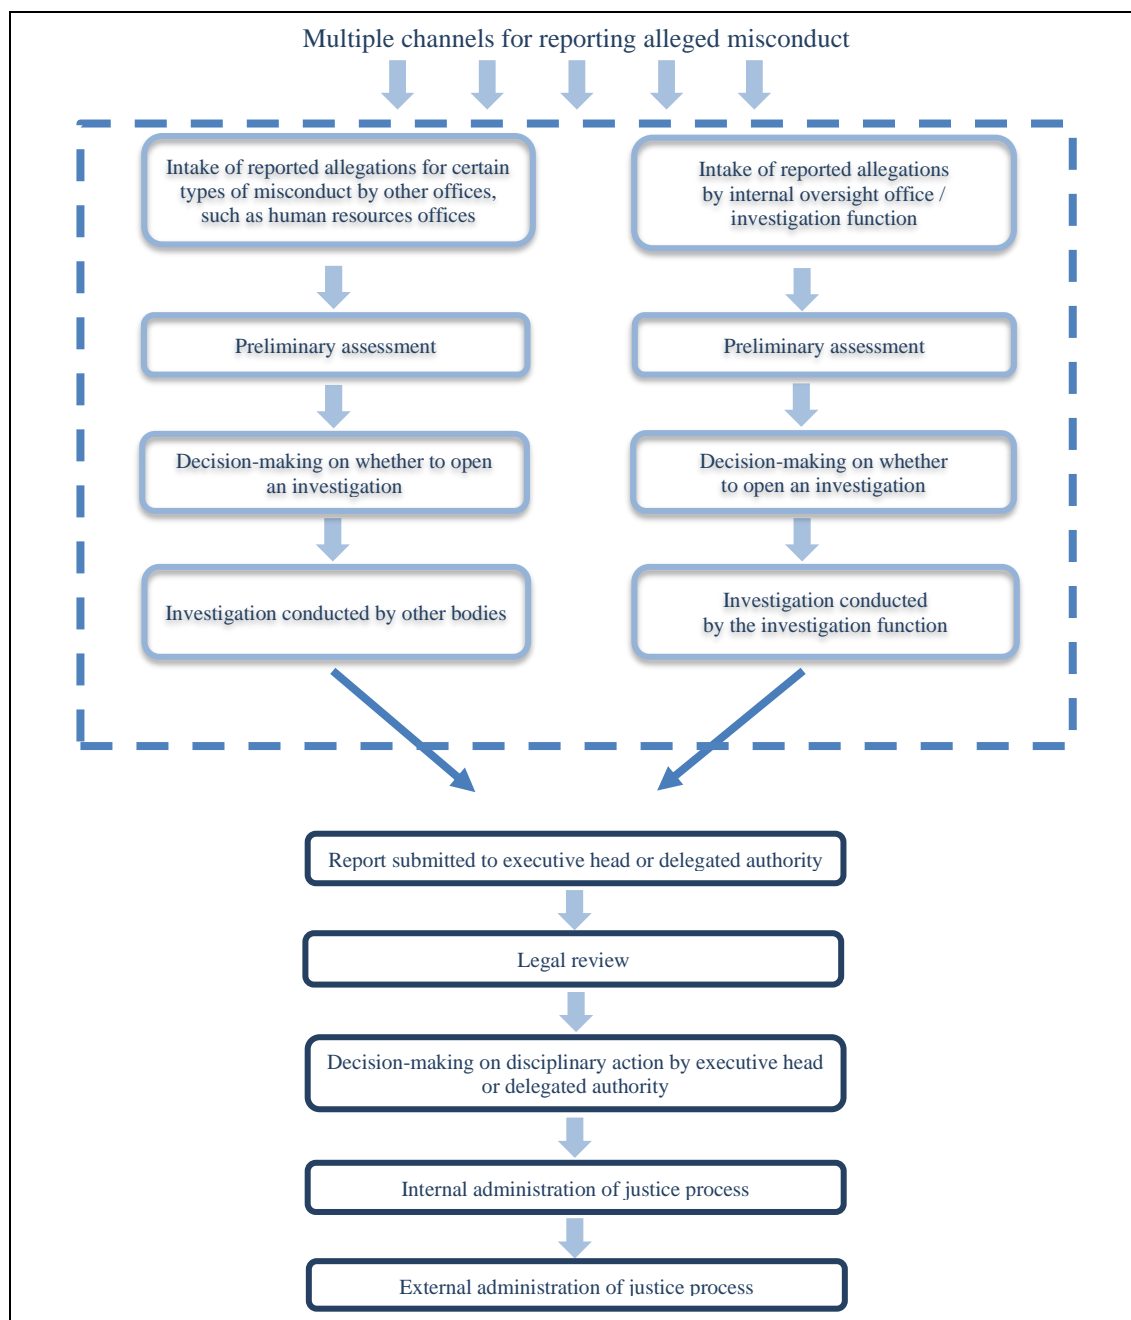 Multiple channels for reporting alleged misconduct
Intake of reported allegations for certain
types of misconduct by other offices,
such as human resources offices
Intake of reported allegations
by internal oversight office /
investigation function
Preliminary assessment
Preliminary assessment
Decision-making on whether to open
an investigation
Decision-making on whether
to open an investigation
Investigation conducted by other bodies
Investigation conducted
by the investigation function
Report submitted to executive head or delegated authority
Legal review
Decision-making on disciplinary action by executive head
or delegated authority
Internal administration of justice process
External administration of justice process